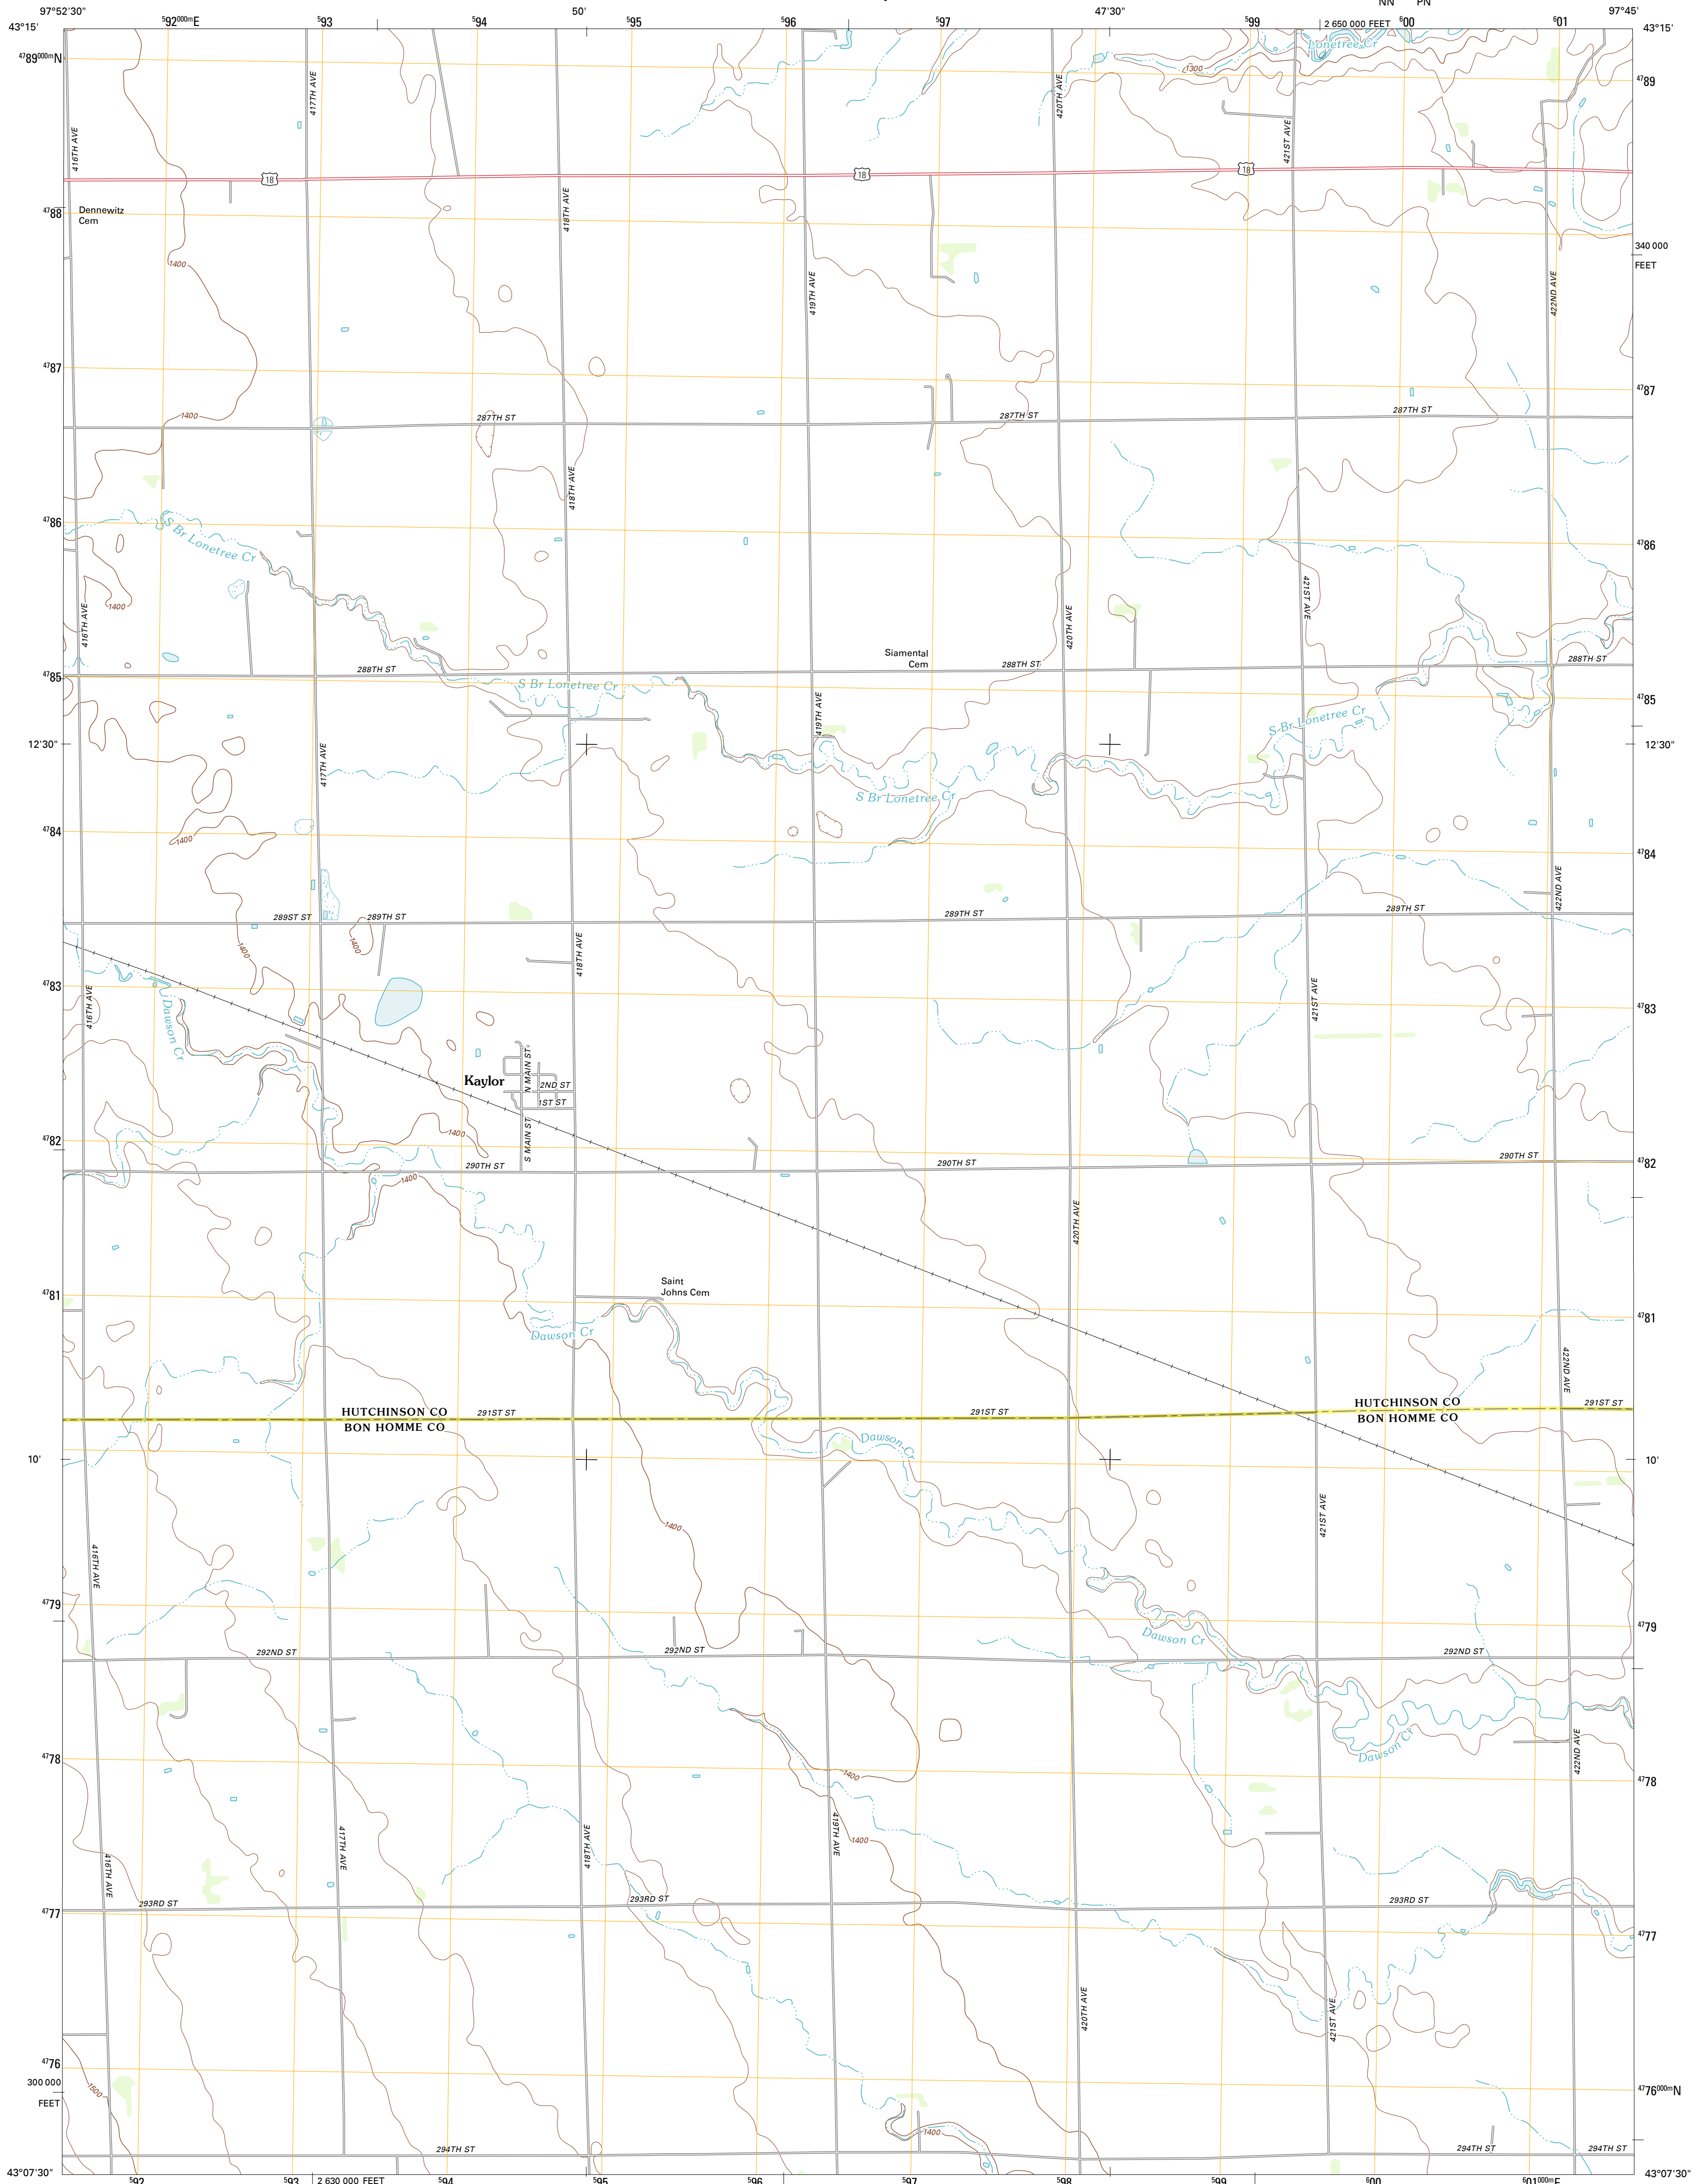 NN PN
97°52'30"
592000mE
593
594
50'
595
596
597
47'30"
599
2 650 000 FEET
600
601
97°45'
43°15'
43°15'
4789000mN
Lonetree Cr
1300
4789
417TH AVE
420TH AVE
421ST AVE
416TH AVE
18
18
18
418TH AVE
Dennewitz
Cem
4788
340 000
FEET
1400
419TH AVE
422ND AVE
4787
4787
1400
287TH ST
287TH ST
287TH ST
418TH AVE
4786
S Br Lonetree Cr
4786
1400
416TH AVE
421ST AVE
420TH AVE
Siamental
Cem
288TH ST
288TH ST
288TH ST
4785
S Br Lonetree Cr
4785
419TH AVE
S Br Lonetree Cr
12'30"
12'30"
417TH AVE
S Br Lonetree Cr
4784
1400
4784
422ND AVE
289ST ST
289TH ST
289TH ST
289TH ST
1400
1400
418TH AVE
4783
416TH AVE
Dawson Cr
421ST AVE
4783
Kaylor
N MAIN ST
2ND ST
1ST ST
S MAIN ST
1400
4782
290TH ST
290TH ST
290TH ST
4782
1400
420TH AVE
Saint
Johns Cem
4781
4781
Dawson Cr
422ND AVE
HUTCHINSON CO
BON HOMME CO
291ST ST
291ST ST
HUTCHINSON CO
BON HOMME CO
291ST ST
Dawson Cr
10'
10'
1400
421ST AVE
416TH AVE
4779
4779
Dawson Cr
292ND ST
292ND ST
292ND ST
4778
Dawson Cr
422ND AVE
4778
1400
1400
417TH AVE
418TH AVE
419TH AVE
416TH AVE
293RD ST
293RD ST
293RD ST
4777
4777
420TH AVE
421ST AVE
4776
300 000
FEET
1500
4776000mN
1400
294TH ST
294TH ST
294TH ST
43°07'30"
592
593
2 630 000 FEET
594
595
596
597
598
599
600
601000mE
43°07'30"